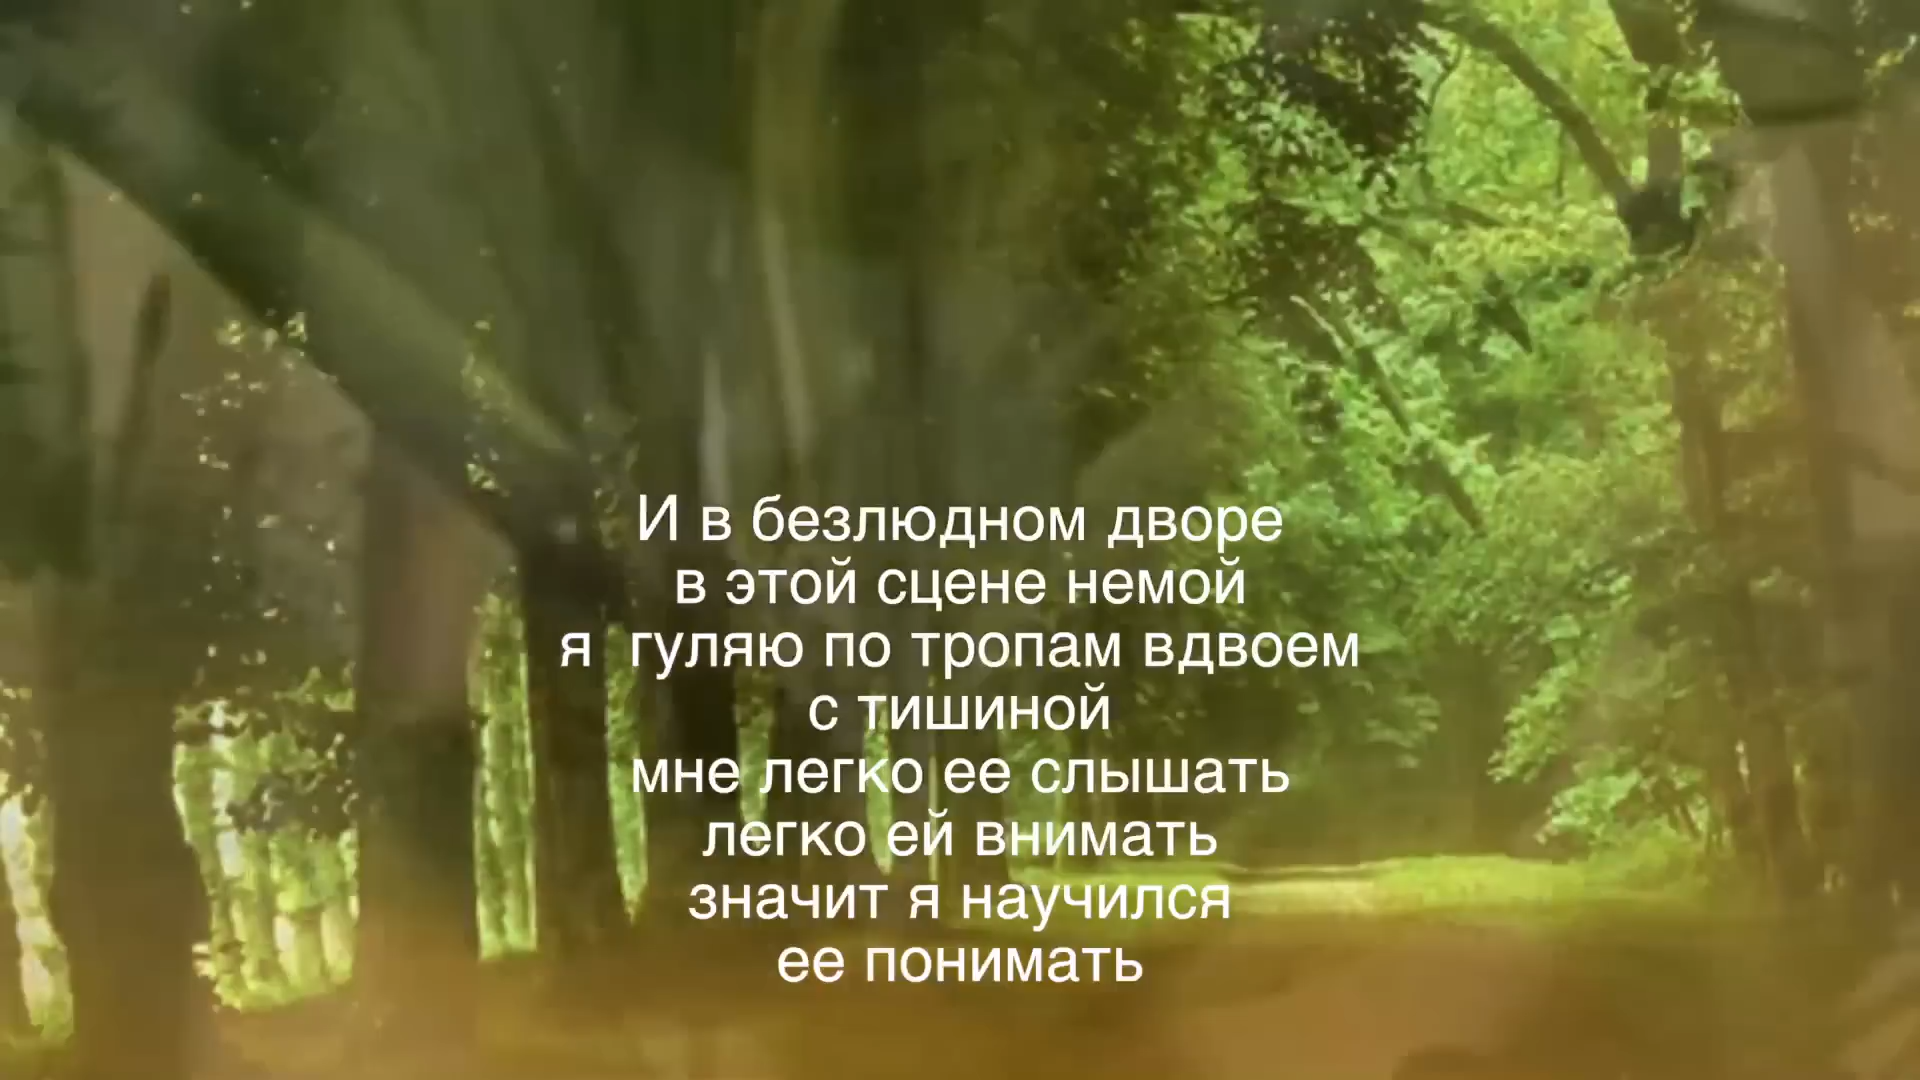 И в безлюдном дворе
в этой сцене немой
я  гуляю по тропам вдвоем
с тишиной
мне легко ее слышать
легко ей внимать
значит я научился
ее понимать